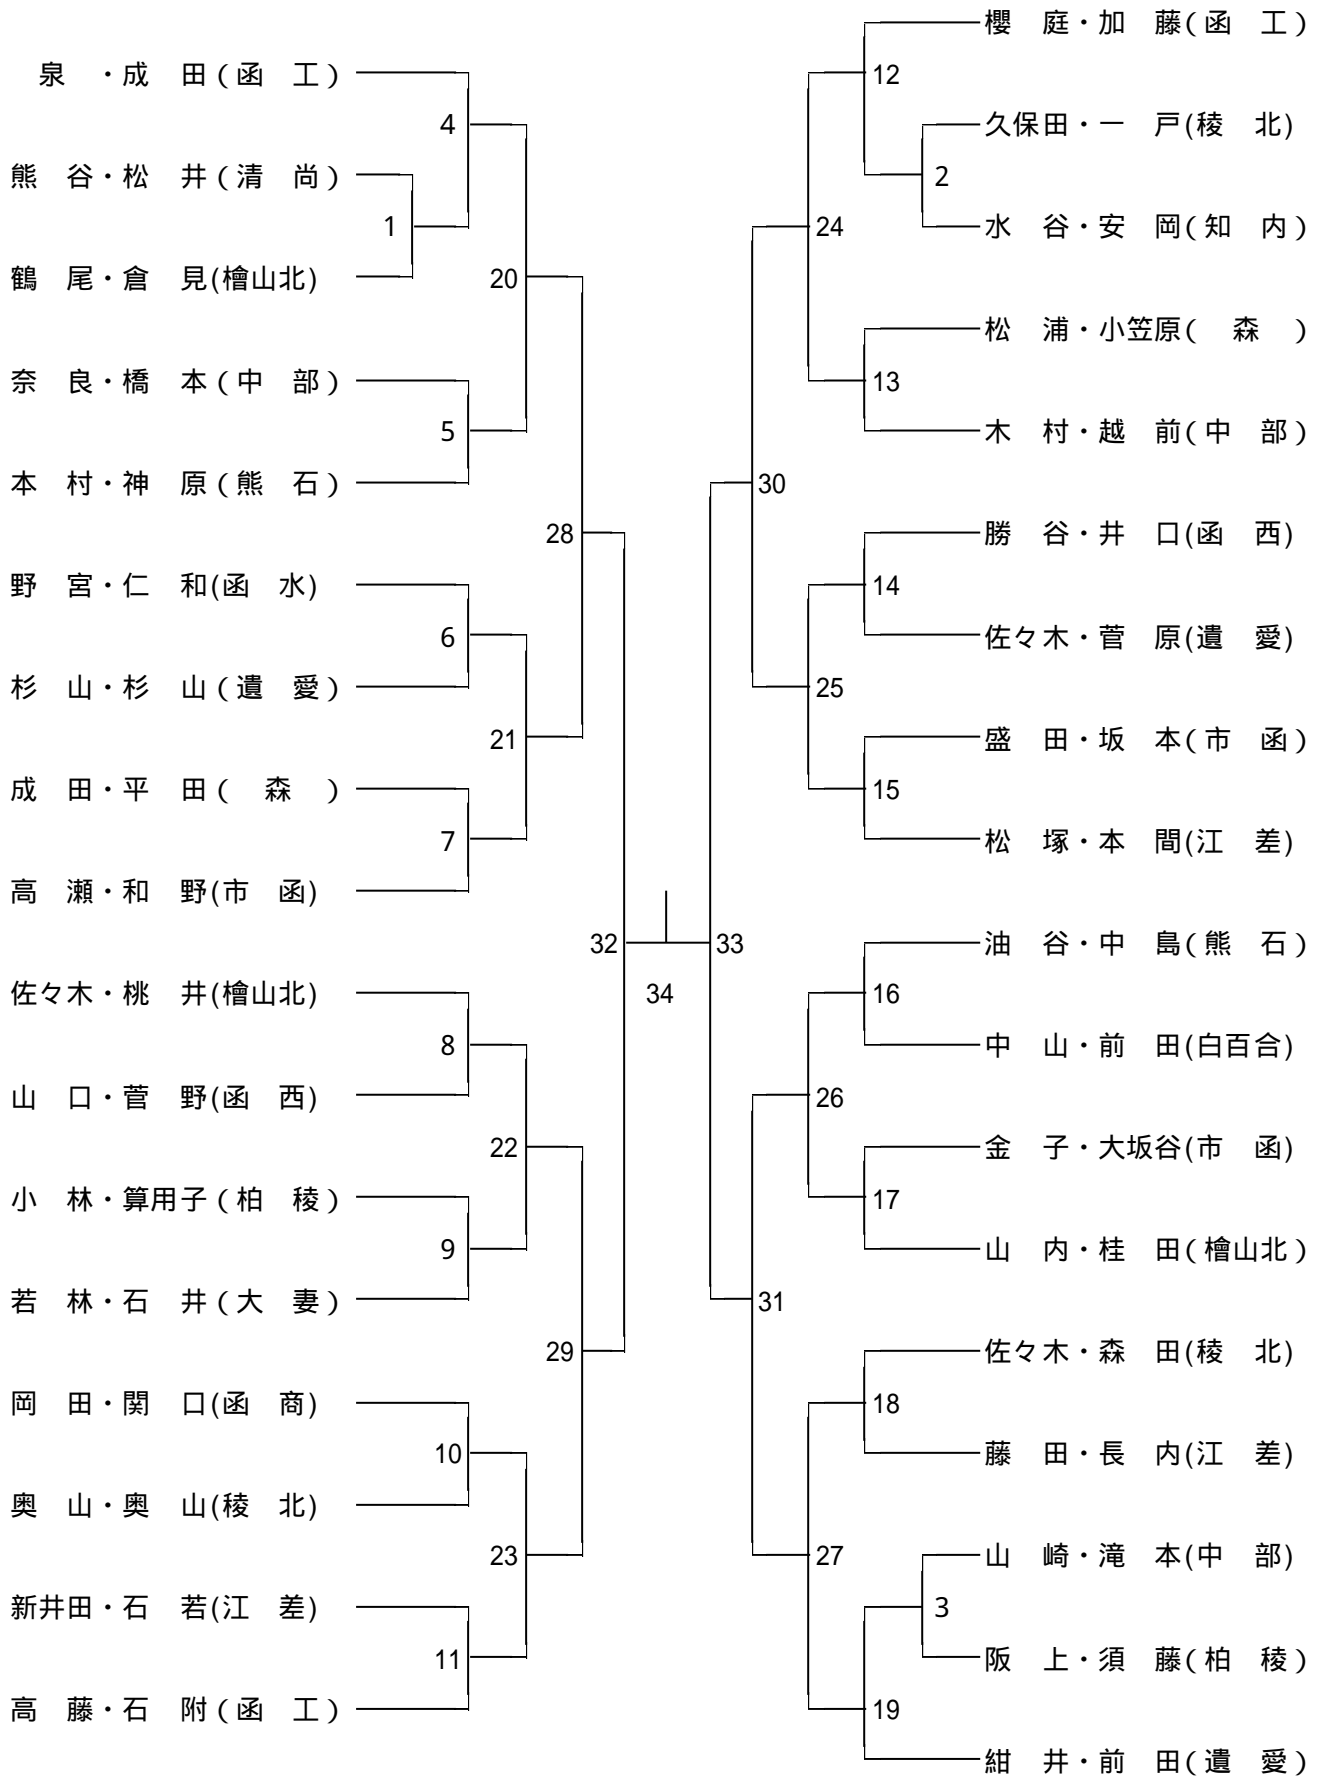 泉　・成　田（函　工）
4
熊　谷・松　井（清　尚）
1
鶴　尾・倉　見(檜山北)
20
奈　良・橋　本（中　部）
5
本　村・神　原（熊　石）
28
野　宮・仁　和(函　水)
6
杉　山・杉　山（遺　愛）
21
成　田・平　田（　森　）
7
高　瀬・和　野(市　函)
32
佐々木・桃　井(檜山北)
8
山　口・菅　野(函　西)
22
小　林・算用子（柏　稜）
9
若　林・石　井（大　妻）
29
岡　田・関　口(函　商)
10
奥　山・奥　山(稜　北)
23
新井田・石　若(江　差)
11
高　藤・石　附（函　工）
34
櫻　庭・加　藤（函　工）
12
久保田・一　戸(稜　北)
2
水　谷・安　岡（知　内）
24
松　浦・小笠原（　森　）
13
木　村・越　前（中　部）
30
勝　谷・井　口(函　西)
14
佐々木・菅　原(遺　愛)
25
盛　田・坂　本（市　函）
15
松　塚・本　間(江　差)
33
油　谷・中　島（熊　石）
16
中　山・前　田(白百合)
26
金　子・大坂谷(市　函)
17
山　内・桂　田（檜山北）
31
佐々木・森　田(稜　北)
18
藤　田・長　内(江　差)
27
山　崎・滝　本(中　部)
3
阪　上・須　藤（柏　稜）
19
紺　井・前　田（遺　愛）